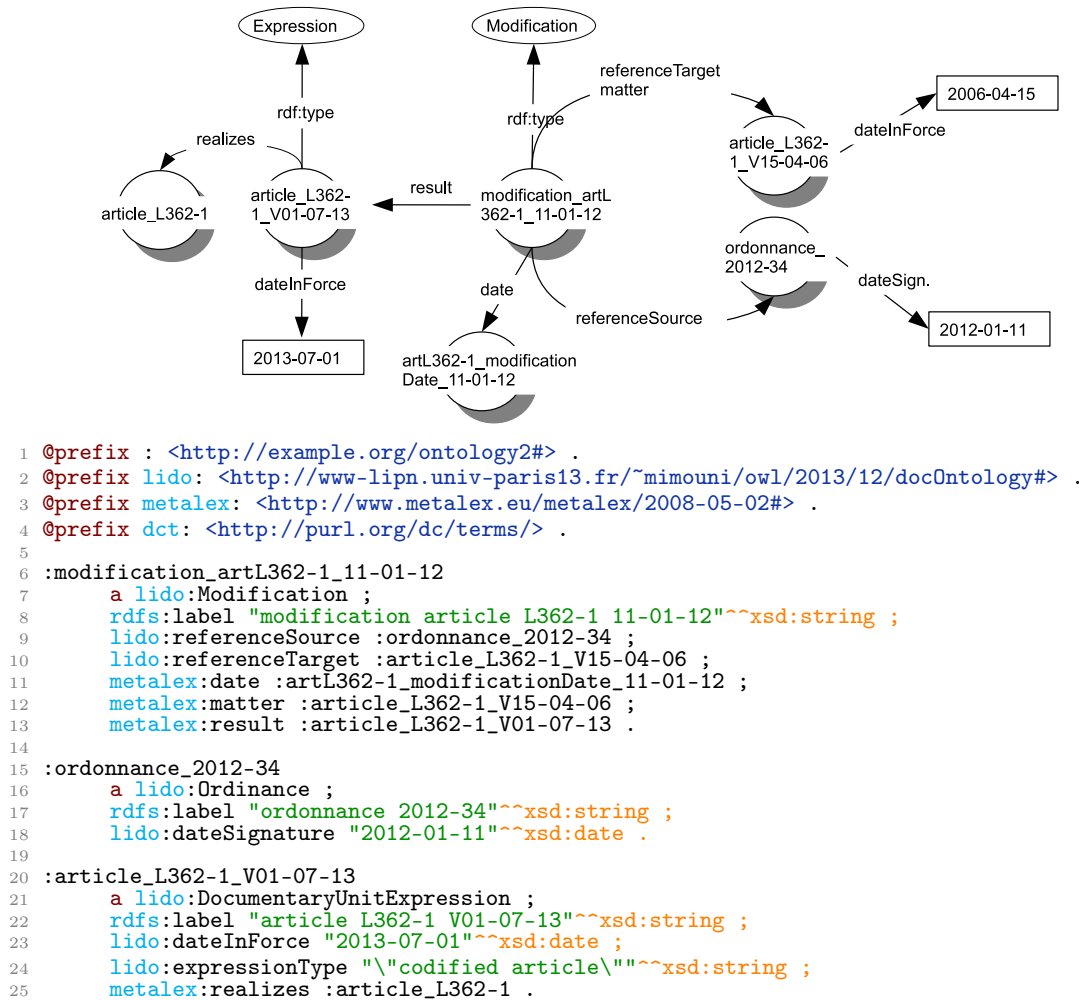 Expression
Modification
referenceTarget
matter
2006-04-15
rdf:type
rdf:type
dateInForce
realizes
article_L362-
1_V15-04-06
article_L362-1
article_L362-
1_V01-07-13
result
modification_artL
362-1_11-01-12
ordonnance_
2012-34
dateInForce
date
dateSign.
referenceSource
2013-07-01
2012-01-11
artL362-1_modification
Date_11-01-12
1 @prefix : <http://example.org/ontology2#> .
2 @prefix lido: <http://www-lipn.univ-paris13.fr/~mimouni/owl/2013/12/docOntology#> .
3 @prefix metalex: <http://www.metalex.eu/metalex/2008-05-02#> .
4 @prefix dct: <http://purl.org/dc/terms/> .
5
6 :modification_artL362-1_11-01-12
7 a lido:Modification ;
8 rdfs:label "modification article L362-1 11-01-12"^^xsd:string ;
9 lido:referenceSource :ordonnance_2012-34 ;
10 lido:referenceTarget :article_L362-1_V15-04-06 ;
11 metalex:date :artL362-1_modificationDate_11-01-12 ;
12 metalex:matter :article_L362-1_V15-04-06 ;
13 metalex:result :article_L362-1_V01-07-13 .
14
15 :ordonnance_2012-34
16 a lido:Ordinance ;
17 rdfs:label "ordonnance 2012-34"^^xsd:string ;
18 lido:dateSignature "2012-01-11"^^xsd:date .
19
20 :article_L362-1_V01-07-13
21 a lido:DocumentaryUnitExpression ;
22 rdfs:label "article L362-1 V01-07-13"^^xsd:string ;
23 lido:dateInForce "2013-07-01"^^xsd:date ;
24 lido:expressionType "\"codified article\""^^xsd:string ;
25 metalex:realizes :article_L362-1 .